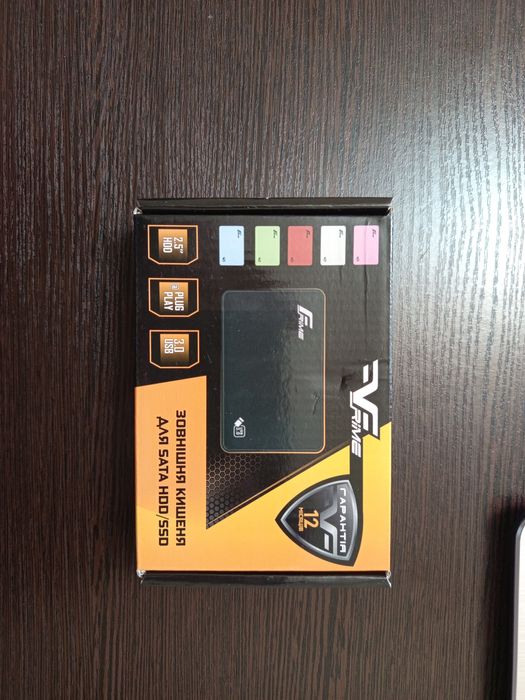 FRIME
ГАРАНТІЯ
12
МІСЯЦІВ
FRIME
2.5"
HDD
PLUG
@ PLAY
3.0
USB
ЗОВНІШНЯ КИШЕНЯ
ДЛЯ SATA HDD/SSD